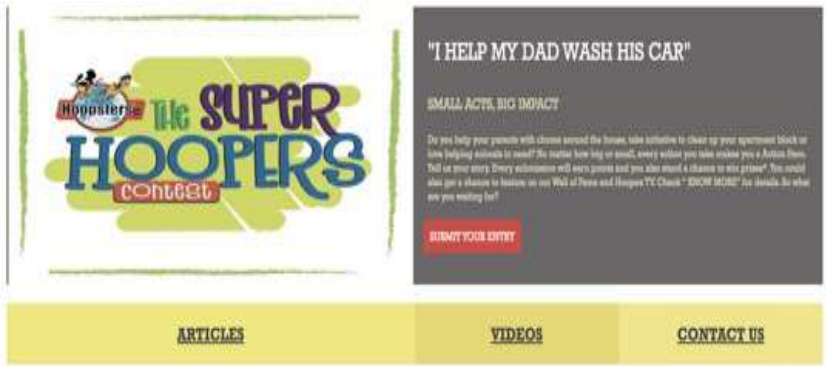 Hoopsterse
THE SUPER
HOOPERS
CONTEST
"I HELP MY DAD WASH HIS CAR"
SMALL ACTS, BIG IMPACT
Do you help your parents with chores around the house, take initiative to clean up your apartment block or
love helping animals in need? No matter how big or small, every action you take makes you a Action Hero.
Tell us your story. Every submission will earn points and you also stand a chance to win prizes* You could
also get a chance to feature on our Wall of Fame and Hoopers TV. Check " KNOW MORE" for details. So what
are you waiting for?
SUBMIT YOUR ENTRY
ARTICLES
VIDEOS
CONTACT US